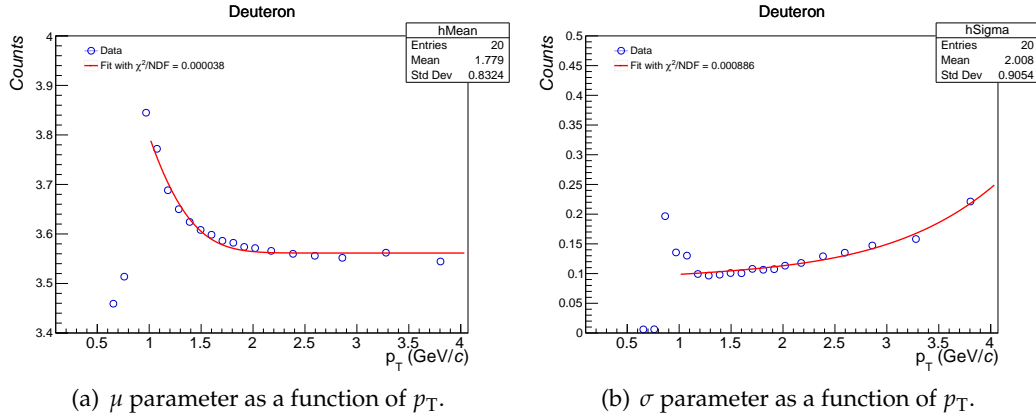 Deuteron
hMean
Entries 20
Mean 1.779
Std Dev 0.8324
Data
Fit with χ²/NDF = 0.000038
Counts
4
3.9
3.8
3.7
3.6
3.5
3.4
0.5 1 1.5 2 2.5 3 3.5 4
p_T (GeV/c)
(a) μ parameter as a function of p_T.
Deuteron
hSigma
Entries 20
Mean 2.008
Std Dev 0.9054
Data
Fit with χ²/NDF = 0.000886
Counts
0.5
0.45
0.4
0.35
0.3
0.25
0.2
0.15
0.1
0.05
0
0.5 1 1.5 2 2.5 3 3.5 4
p_T (GeV/c)
(b) σ parameter as a function of p_T.